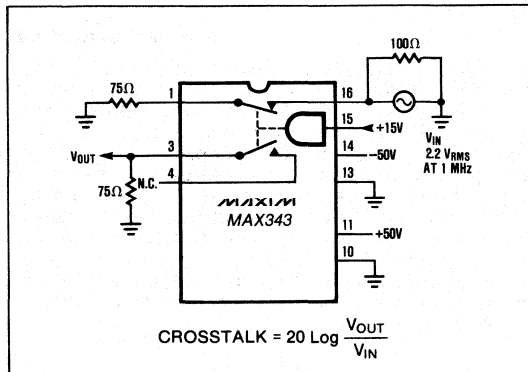 100Ω
75Ω
1
16
15
+15V
VIN
2.2 VRMS
AT 1 MHz
VOUT
3
14
−50V
75Ω
N.C.
4
13
MAXIM
MAX343
11
+50V
10
CROSSTALK = 20 Log VOUT
VIN